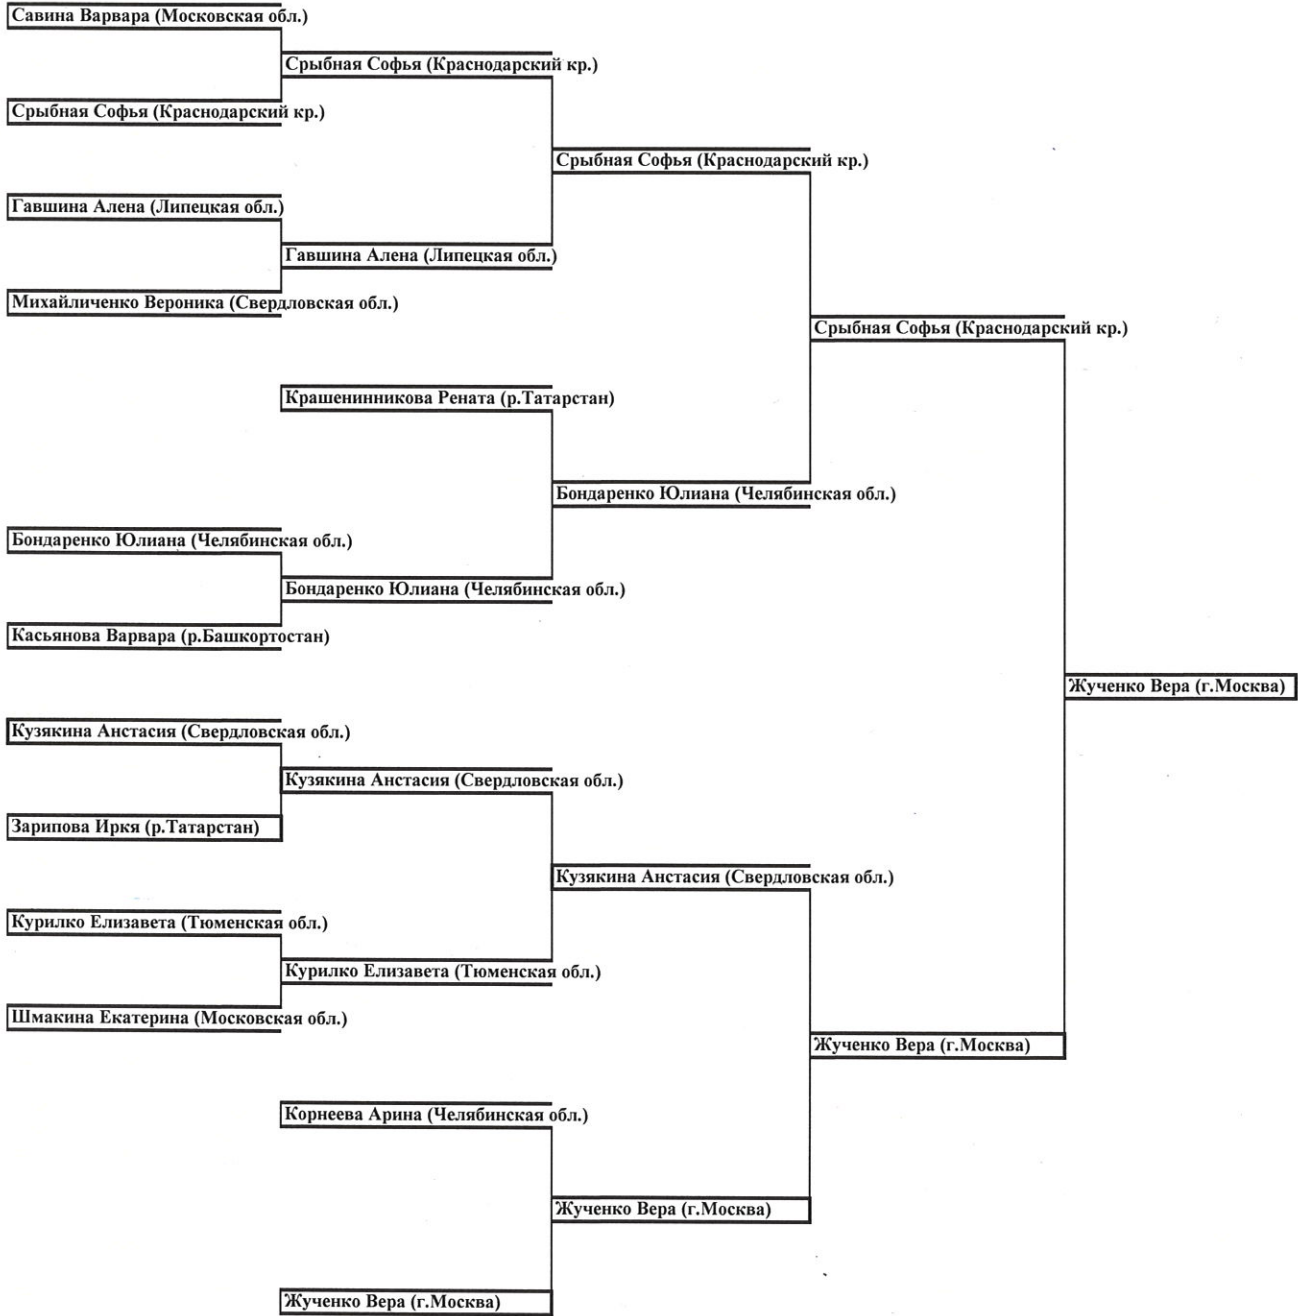 Савина Варвара (Московская обл.)
Срыбная Софья (Краснодарский кр.)
Срыбная Софья (Краснодарский кр.)
Срыбная Софья (Краснодарский кр.)
Гавшина Алена (Липецкая обл.)
Гавшина Алена (Липецкая обл.)
Михайличенко Вероника (Свердловская обл.)
Срыбная Софья (Краснодарский кр.)
Крашенинникова Рената (р.Татарстан)
Бондаренко Юлиана (Челябинская обл.)
Бондаренко Юлиана (Челябинская обл.)
Бондаренко Юлиана (Челябинская обл.)
Касьянова Варвара (р.Башкортостан)
Жученко Вера (г.Москва)
Кузякина Анстасия (Свердловская обл.)
Кузякина Анстасия (Свердловская обл.)
Зарипова Иркя (р.Татарстан)
Кузякина Анстасия (Свердловская обл.)
Курилко Елизавета (Тюменская обл.)
Курилко Елизавета (Тюменская обл.)
Шмакина Екатерина (Московская обл.)
Жученко Вера (г.Москва)
Корнеева Арина (Челябинская обл.)
Жученко Вера (г.Москва)
Жученко Вера (г.Москва)